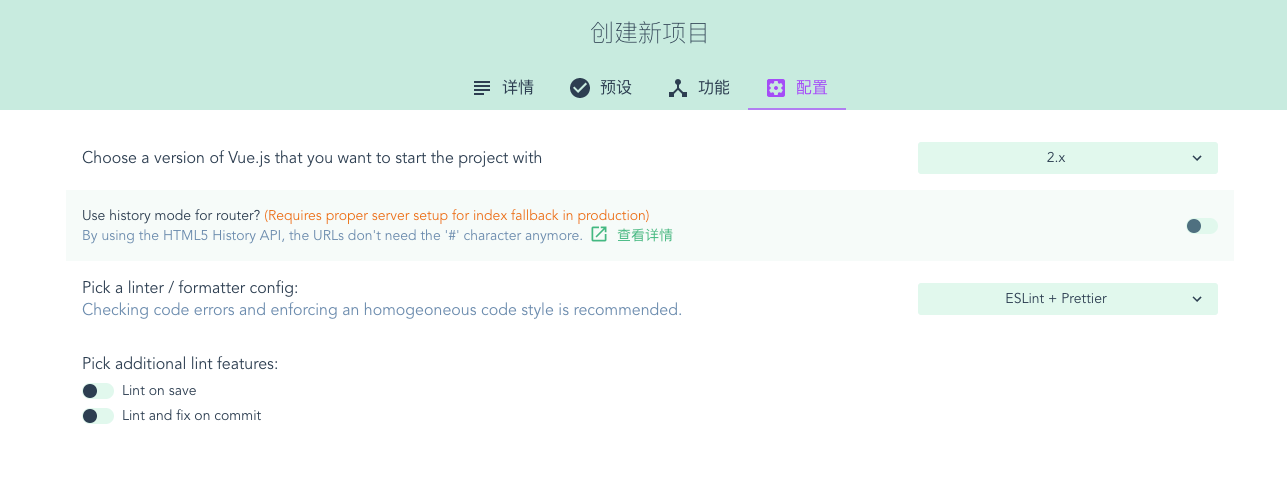 创建新项目
详情 预设 功能 配置
Choose a version of Vue.js that you want to start the project with 2.x
Use history mode for router? (Requires proper server setup for index fallback in production)
By using the HTML5 History API, the URLs don't need the '#' character anymore. 查看详情
Pick a linter / formatter config:
Checking code errors and enforcing an homogeoneous code style is recommended. ESLint + Prettier
Pick additional lint features:
Lint on save
Lint and fix on commit